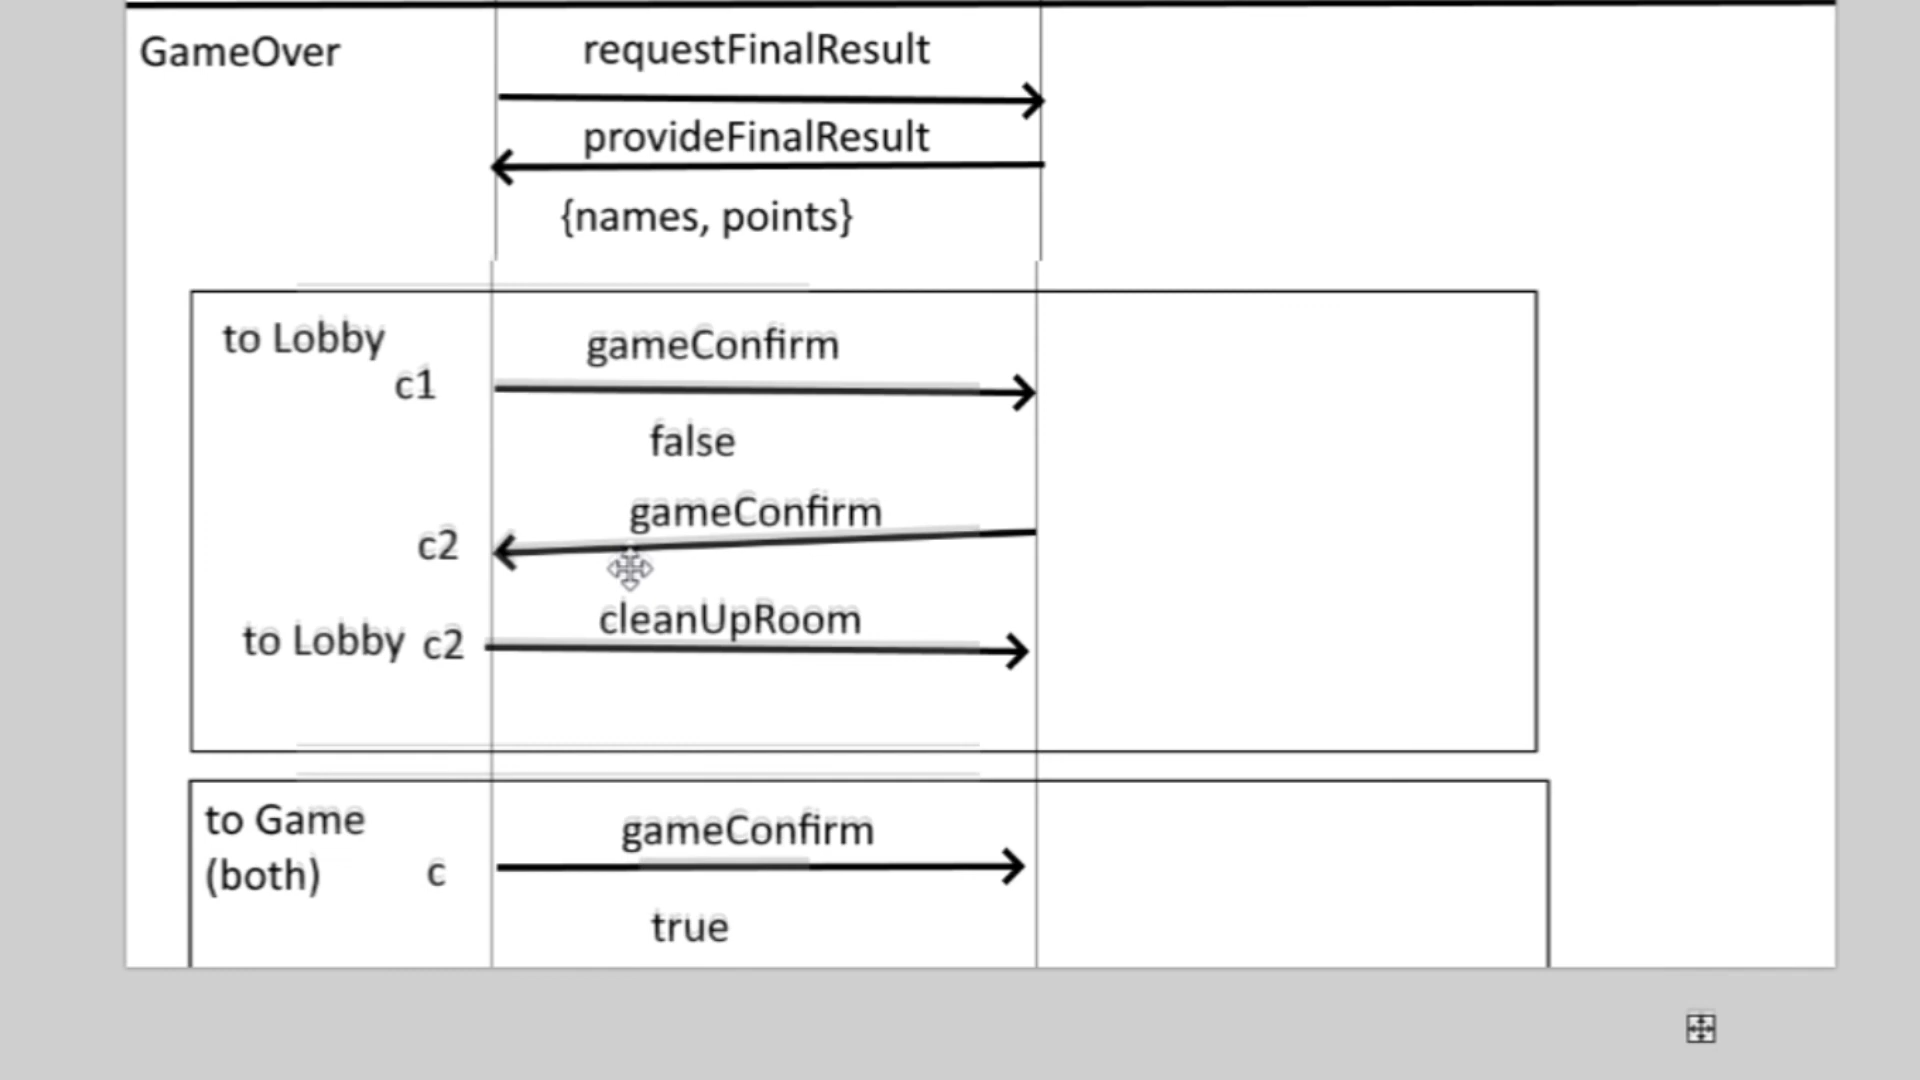 GameOver
requestFinalResult
provideFinalResult
{names, points}
to Lobby
gameConfirm
c1
false
gameConfirm
c2
cleanUpRoom
to Lobby c2
to Game
(both)
gameConfirm
c
true